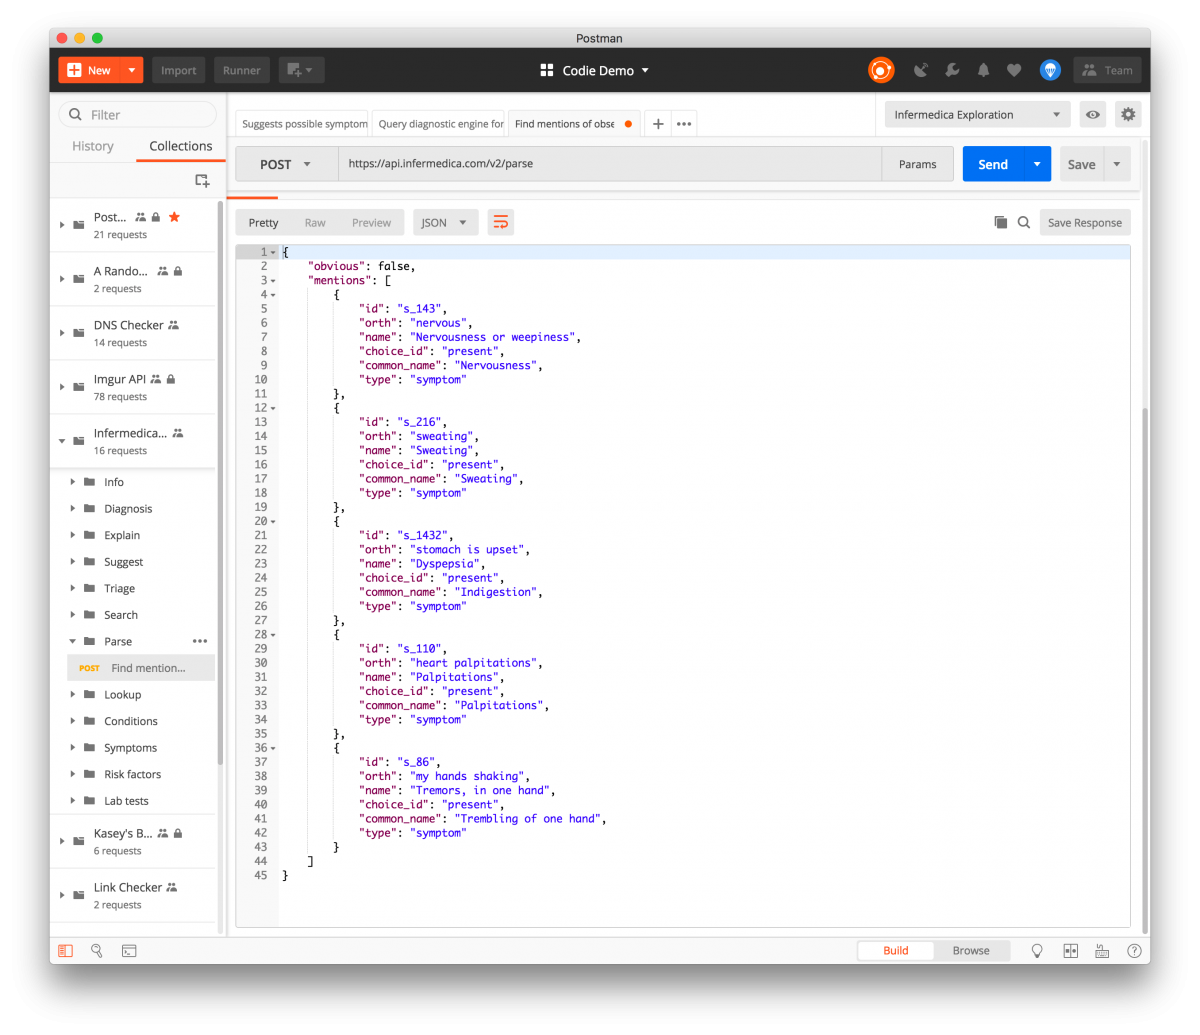 Postman
New
Import
Runner
Codie Demo
Team
Filter
History
Collections
Post...
21 requests
A Rando...
2 requests
DNS Checker
14 requests
Imgur API
78 requests
Infermedica...
16 requests
Info
Diagnosis
Explain
Suggest
Triage
Search
Parse
POST Find mention...
Lookup
Conditions
Symptoms
Risk factors
Lab tests
Kasey's B...
6 requests
Link Checker
2 requests
Suggests possible symptom
Query diagnostic engine for
Find mentions of obse
Infermedica Exploration
POST
https://api.infermedica.com/v2/parse
Params
Send
Save
Pretty
Raw
Preview
JSON
Save Response
1 {
2 "obvious": false,
3 "mentions": [
4 {
5 "id": "s_143",
6 "orth": "nervous",
7 "name": "Nervousness or weepiness",
8 "choice_id": "present",
9 "common_name": "Nervousness",
10 "type": "symptom"
11 },
12 {
13 "id": "s_216",
14 "orth": "sweating",
15 "name": "Sweating",
16 "choice_id": "present",
17 "common_name": "Sweating",
18 "type": "symptom"
19 },
20 {
21 "id": "s_1432",
22 "orth": "stomach is upset",
23 "name": "Dyspepsia",
24 "choice_id": "present",
25 "common_name": "Indigestion",
26 "type": "symptom"
27 },
28 {
29 "id": "s_110",
30 "orth": "heart palpitations",
31 "name": "Palpitations",
32 "choice_id": "present",
33 "common_name": "Palpitations",
34 "type": "symptom"
35 },
36 {
37 "id": "s_86",
38 "orth": "my hands shaking",
39 "name": "Tremors, in one hand",
40 "choice_id": "present",
41 "common_name": "Trembling of one hand",
42 "type": "symptom"
43 }
44 ]
45 }
Build
Browse